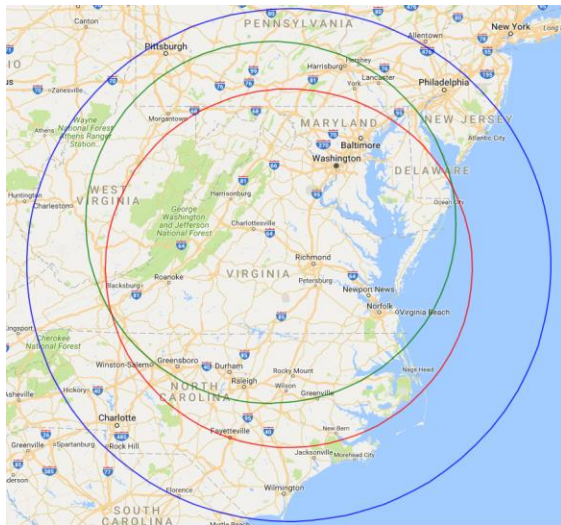 PENNSYLVANIA
New York
Allentown
Canton
Pittsburgh
Hershey
Harrisburg
Lancaster
York
Philadelphia
Zanesville
NEW JERSEY
Wayne
National Forest
Athens Ranger
Station...
Athens
Morgantown
MARYLAND
Baltimore
Washington
Atlantic City
DELAWARE
WEST
VIRGINIA
Huntington
Charleston
George
Washington
and Jefferson
National Forest
Harrisonburg
Ocean City
Charlottesville
Richmond
VIRGINIA
Petersburg
Roanoke
Blacksburg
Newport News
Norfolk
Virginia Beach
Kingsport
Cherokee
National Forest
Winston-Salem
Greensboro
Durham
Raleigh
Rocky Mount
Wilson
Greenville
Nags Head
NORTH
CAROLINA
Hickory
Asheville
Charlotte
Rock Hill
Fayetteville
New Bern
Morehead City
Jacksonville
Greenville
Spartanburg
Wilmington
Florence
SOUTH
CAROLINA
Myrtle Beach